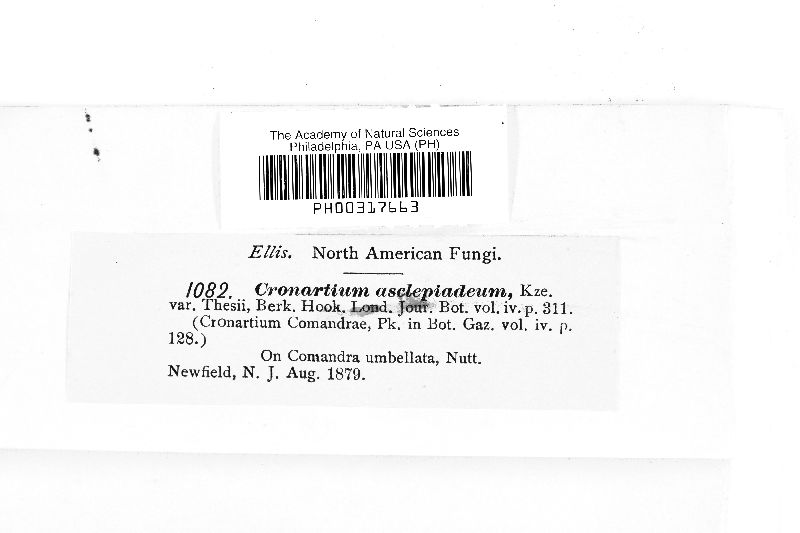 The Academy of Natural Sciences
Philadelphia, PA USA (PH)
PH00317663
Ellis. North American Fungi.
1082. Cronartium asclepiadeum, Kze.
var. Thesii, Berk. Hook. Lond. Jour. Bot. vol. iv. p. 311.
(Cronartium Comandrae, Pk. in Bot. Gaz. vol. iv. p.
128.)
On Comandra umbellata, Nutt.
Newfield, N. J. Aug. 1879.